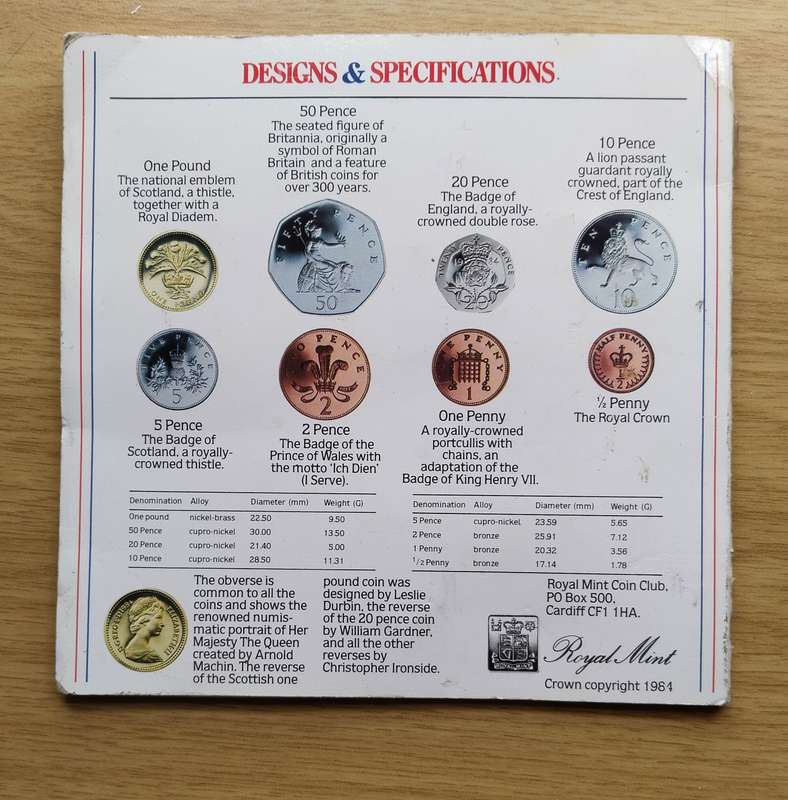 DESIGNS & SPECIFICATIONS
One Pound
The national emblem
of Scotland, a thistle,
together with a
Royal Diadem.
50 Pence
The seated figure of
Britannia, originally a
symbol of Roman
Britain and a feature
of British coins for
over 300 years.
20 Pence
The Badge of
England, a royally-
crowned double rose.
10 Pence
A lion passant
guardant royally
crowned, part of the
Crest of England.
ONE POUND
FIFTY PENCE
50
TWENTY PENCE
1984
20
TEN PENCE
10
FIVE PENCE
5
TWO PENCE
2
ONE PENNY
1
HALF PENNY
1/2
5 Pence
The Badge of
Scotland, a royally-
crowned thistle.
2 Pence
The Badge of the
Prince of Wales with
the motto 'Ich Dien'
(I Serve).
One Penny
A royally-crowned
portcullis with
chains, an
adaptation of the
Badge of King Henry VII.
½ Penny
The Royal Crown
Denomination Alloy Diameter (mm) Weight (G)
One pound nickel-brass 22.50 9.50
50 Pence cupro-nickel 30.00 13.50
20 Pence cupro-nickel 21.40 5.00
10 Pence cupro-nickel 28.50 11.31
Denomination Alloy Diameter (mm) Weight (G)
5 Pence cupro-nickel 23.59 5.65
2 Pence bronze 25.91 7.12
1 Penny bronze 20.32 3.56
1/2 Penny bronze 17.14 1.78
The obverse is
common to all the
coins and shows the
renowned numis-
matic portrait of Her
Majesty The Queen
created by Arnold
Machin. The reverse
of the Scottish one
pound coin was
designed by Leslie
Durbin, the reverse
of the 20 pence coin
by William Gardner,
and all the other
reverses by
Christopher Ironside.
Royal Mint Coin Club,
PO Box 500,
Cardiff CF1 1HA.
Royal Mint
Crown copyright 1984